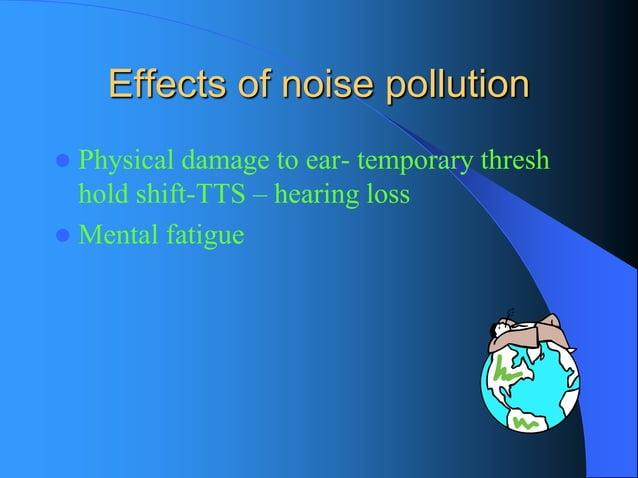 Effects of noise pollution
Physical damage to ear- temporary thresh
hold shift-TTS – hearing loss
Mental fatigue